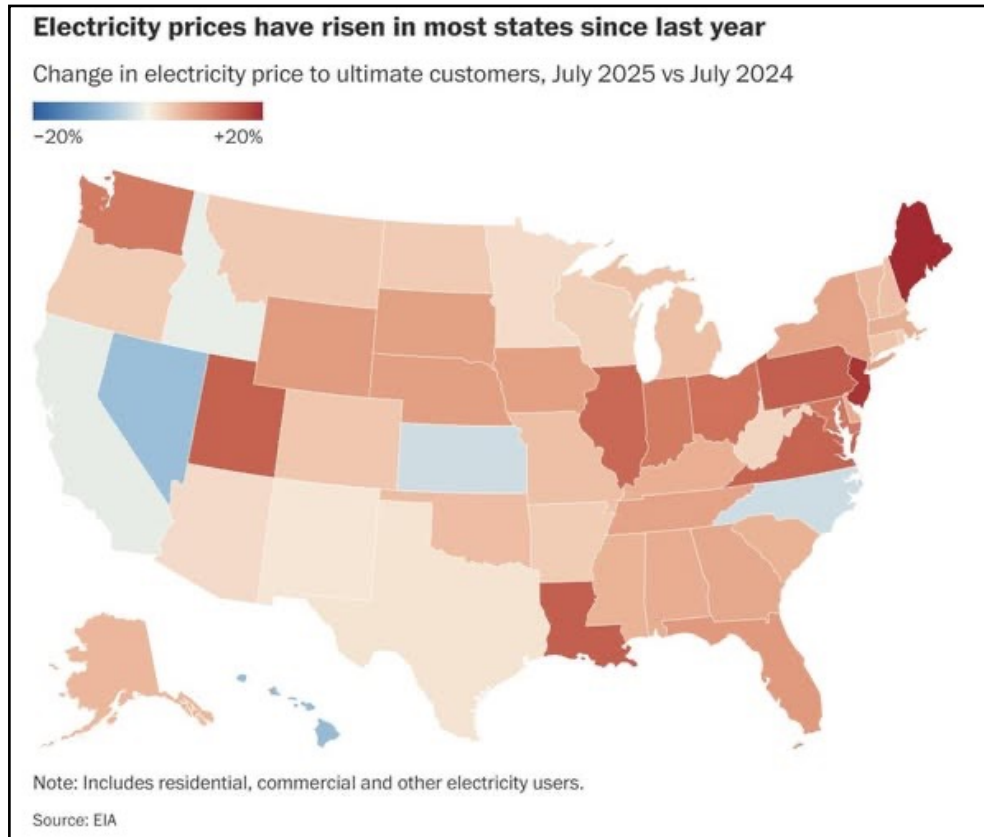 Electricity prices have risen in most states since last year
Change in electricity price to ultimate customers, July 2025 vs July 2024
−20% +20%
Note: Includes residential, commercial and other electricity users.
Source: EIA